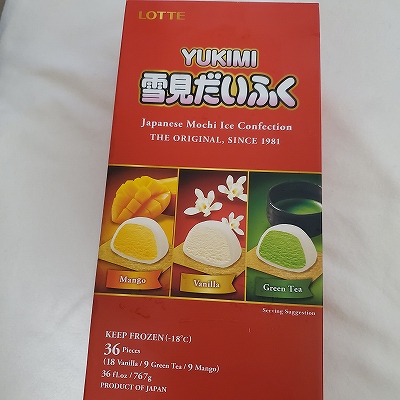 LOTTE
YUKIMI
雪見だいふく
Japanese Mochi Ice Confection
THE ORIGINAL, SINCE 1981
Mango
Vanilla
Green Tea
Serving Suggestion
KEEP FROZEN (-18°C)
36 Pieces
(18 Vanilla / 9 Green Tea / 9 Mango)
36 fl.oz / 767g
PRODUCT OF JAPAN